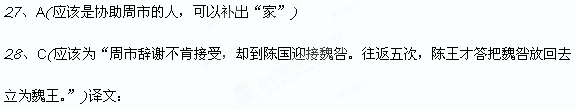 27、A(应该是协助周市的人，可以补出“家”)
28、C(应该为“周市辞谢不肯接受，却到陈国迎接魏咎。往返五次，陈王才答把魏咎放回去
立为魏王。”)译文：